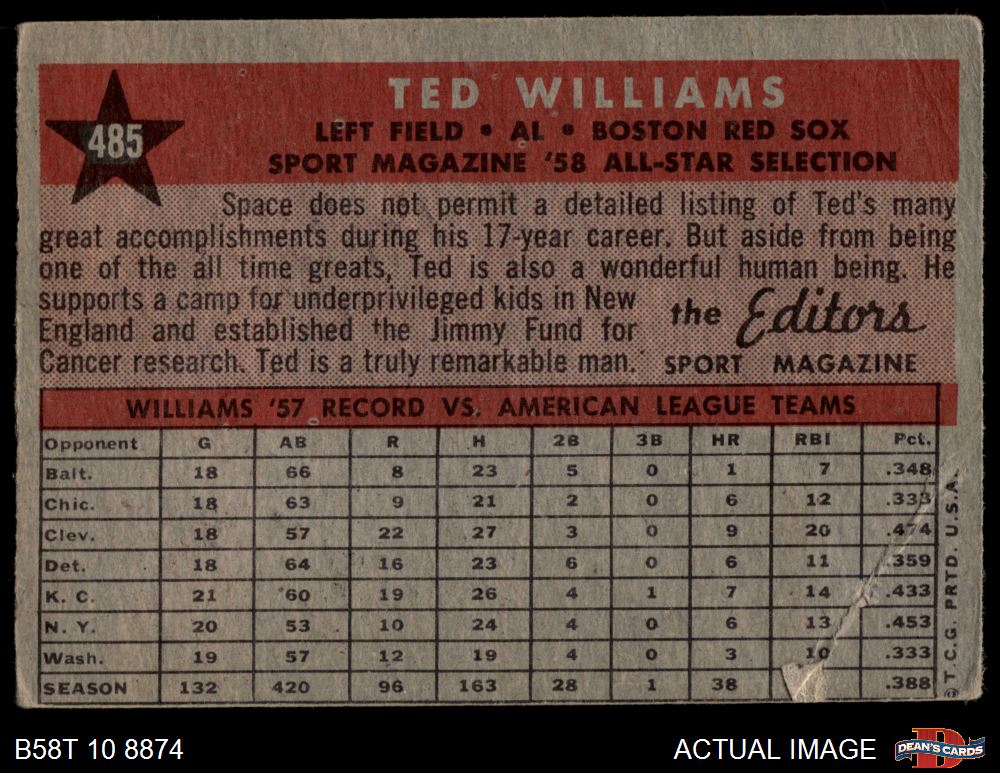 TED WILLIAMS
485
LEFT FIELD • AL • BOSTON RED SOX
SPORT MAGAZINE '58 ALL-STAR SELECTION
Space does not permit a detailed listing of Ted's many
great accomplishments during his 17-year career. But aside from being
one of the all time greats, Ted is also a wonderful human being. He
supports a camp for underprivileged kids in New
England and established the Jimmy Fund for
Cancer research. Ted is a truly remarkable man.
the Editors
SPORT MAGAZINE
WILLIAMS '57 RECORD VS. AMERICAN LEAGUE TEAMS
Opponent G AB R H 2B 3B HR RBI Pct.
Balt. 18 66 8 23 5 0 1 7 .348
Chic. 18 63 9 21 2 0 6 12 .333
Clev. 18 57 22 27 3 0 9 20 .474
Det. 18 64 16 23 6 0 6 11 .359
K. C. 21 60 19 26 4 1 7 14 .433
N. Y. 20 53 10 24 4 0 6 13 .453
Wash. 19 57 12 19 4 0 3 10 .333
SEASON 132 420 96 163 28 1 38 .388
© T.C.G. PRTD. U.S.A.
B58T 10 8874
ACTUAL IMAGE
D
DEAN'S CARDS